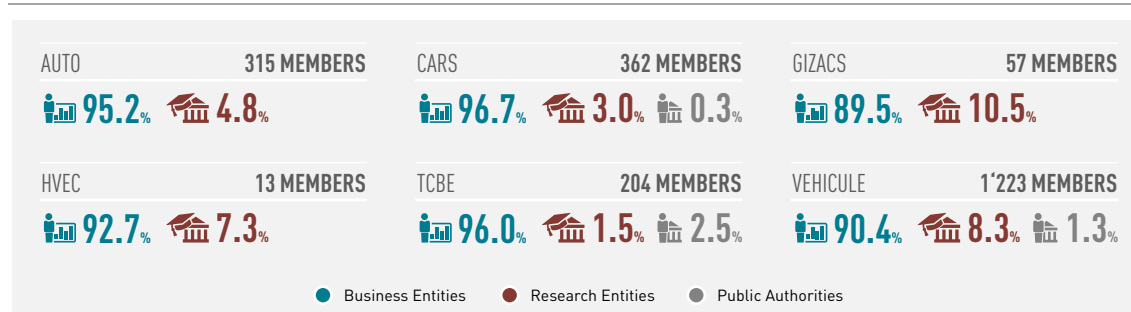 AUTO 315 MEMBERS
95.2% 4.8%
CARS 362 MEMBERS
96.7% 3.0% 0.3%
GIZACS 57 MEMBERS
89.5% 10.5%
HVEC 13 MEMBERS
92.7% 7.3%
TCBE 204 MEMBERS
96.0% 1.5% 2.5%
VEHICULE 1‘223 MEMBERS
90.4% 8.3% 1.3%
Business Entities Research Entities Public Authorities